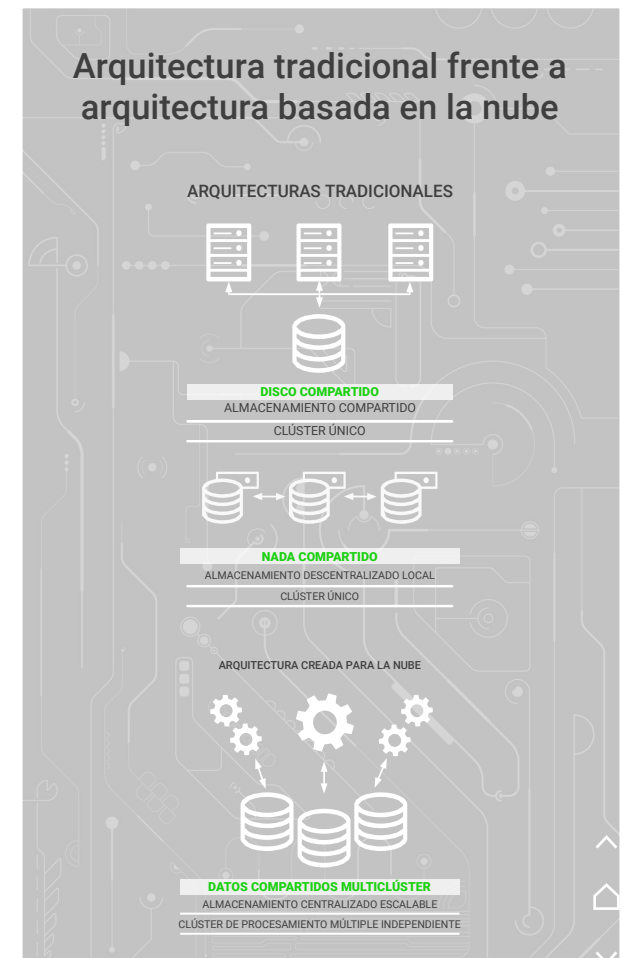 Arquitectura tradicional frente a
arquitectura basada en la nube
ARQUITECTURAS TRADICIONALES
DISCO COMPARTIDO
ALMACENAMIENTO COMPARTIDO
CLÚSTER ÚNICO
NADA COMPARTIDO
ALMACENAMIENTO DESCENTRALIZADO LOCAL
CLÚSTER ÚNICO
ARQUITECTURA CREADA PARA LA NUBE
DATOS COMPARTIDOS MULTICLÚSTER
ALMACENAMIENTO CENTRALIZADO ESCALABLE
CLÚSTER DE PROCESAMIENTO MÚLTIPLE INDEPENDIENTE